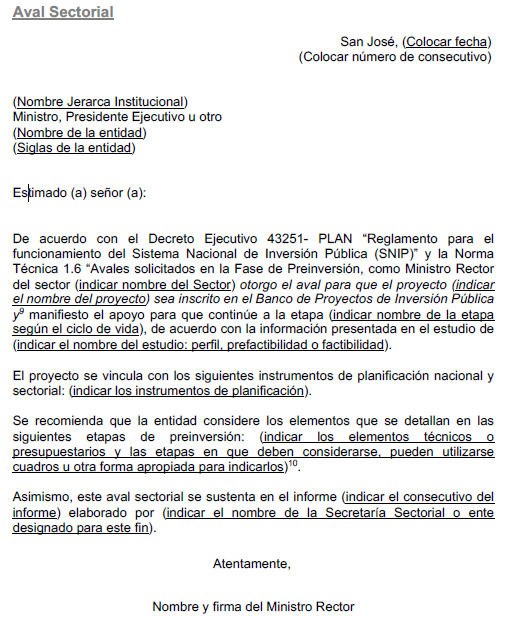 Aval Sectorial
San José, (Colocar fecha)
(Colocar número de consecutivo)
(Nombre Jerarca Institucional)
Ministro, Presidente Ejecutivo u otro
(Nombre de la entidad)
(Siglas de la entidad)
Estimado (a) señor (a):
De acuerdo con el Decreto Ejecutivo 43251- PLAN “Reglamento para el
funcionamiento del Sistema Nacional de Inversión Pública (SNIP)” y la Norma
Técnica 1.6 “Avales solicitados en la Fase de Preinversión, como Ministro Rector
del sector (indicar nombre del Sector) otorgo el aval para que el proyecto (indicar
el nombre del proyecto) sea inscrito en el Banco de Proyectos de Inversión Pública
y⁹ manifiesto el apoyo para que continúe a la etapa (indicar nombre de la etapa
según el ciclo de vida), de acuerdo con la información presentada en el estudio de
(indicar el nombre del estudio: perfil, prefactibilidad o factibilidad).
El proyecto se vincula con los siguientes instrumentos de planificación nacional y
sectorial: (indicar los instrumentos de planificación).
Se recomienda que la entidad considere los elementos que se detallan en las
siguientes etapas de preinversión: (indicar los elementos técnicos o
presupuestarios y las etapas en que deben considerarse, pueden utilizarse
cuadros u otra forma apropiada para indicarlos)¹⁰.
Asimismo, este aval sectorial se sustenta en el informe (indicar el consecutivo del
informe) elaborado por (indicar el nombre de la Secretaría Sectorial o ente
designado para este fin).
Atentamente,
Nombre y firma del Ministro Rector